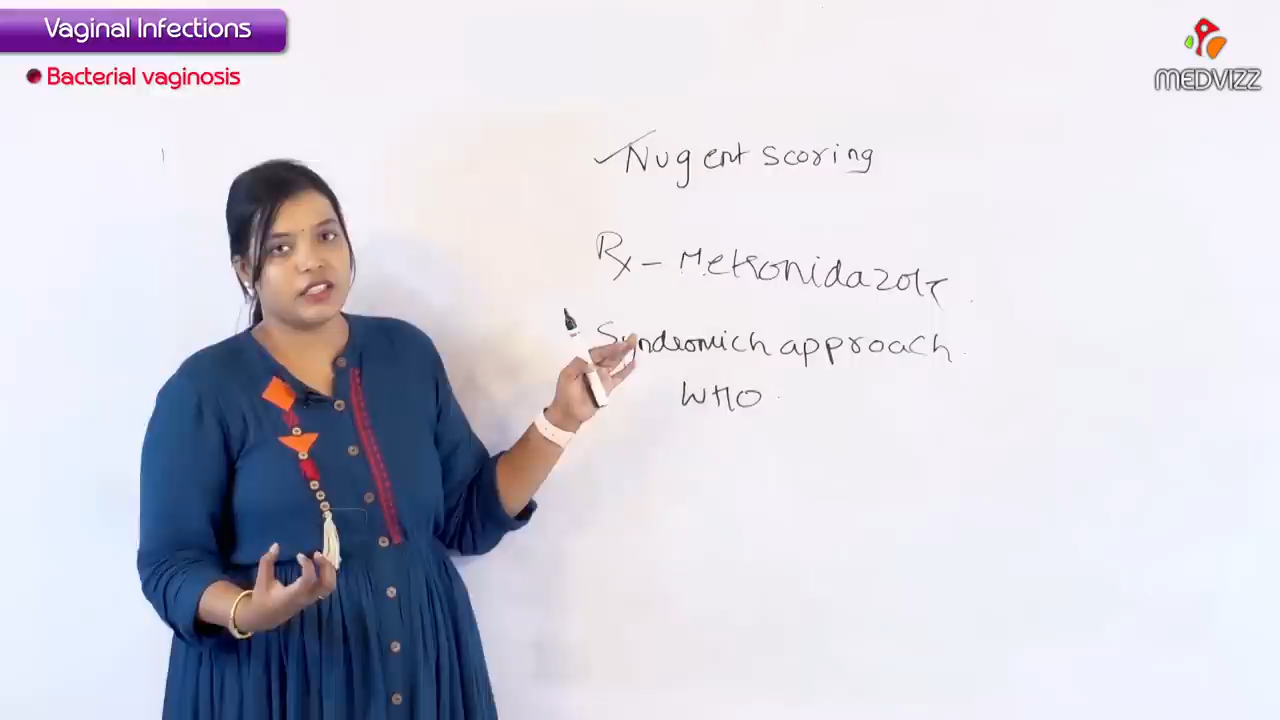 Vaginal Infections
Bacterial vaginosis
MEDVIZZ
Nugent scoring
Rx - Metronidazole
Syndromich approach
WHO